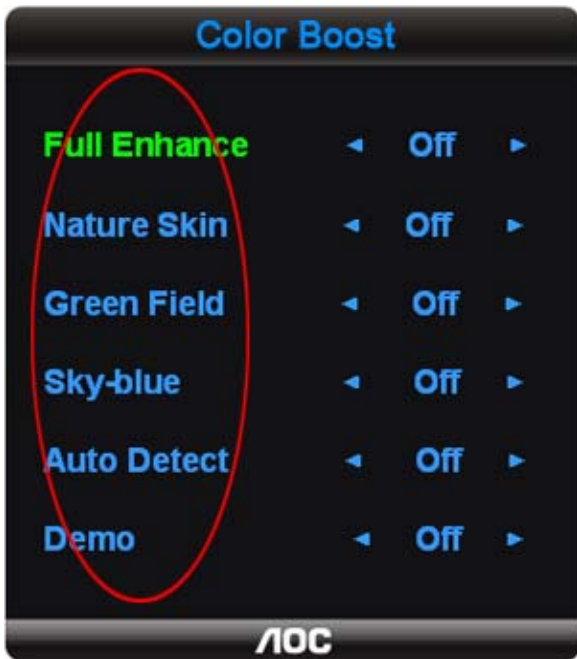 Color Boost
Full Enhance ◄ Off ►
Nature Skin ◄ Off ►
Green Field ◄ Off ►
Sky-blue ◄ Off ►
Auto Detect ◄ Off ►
Demo ◄ Off ►
AOC